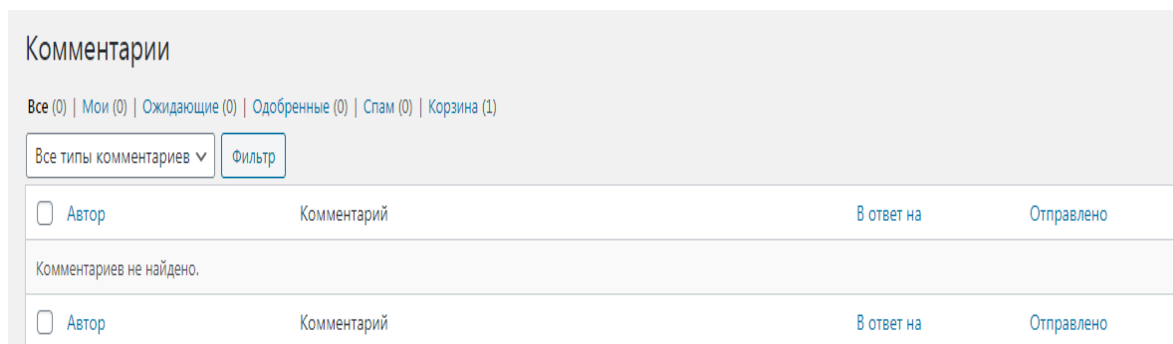 Комментарии
Все (0) | Мои (0) | Ожидающие (0) | Одобренные (0) | Спам (0) | Корзина (1)
Все типы комментариев Фильтр
Автор Комментарий В ответ на Отправлено
Комментариев не найдено.
Автор Комментарий В ответ на Отправлено